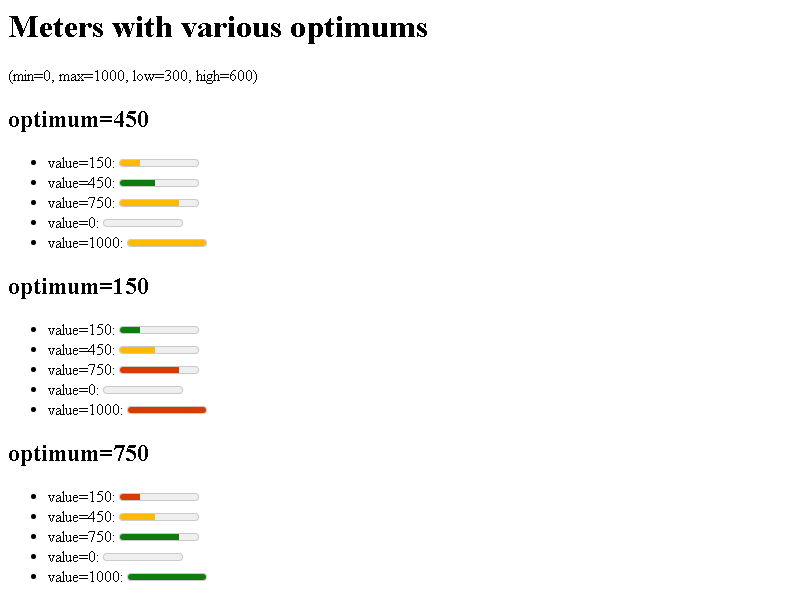 Meters with various optimums
(min=0, max=1000, low=300, high=600)
optimum=450
value=150:
value=450:
value=750:
value=0:
value=1000:
optimum=150
value=150:
value=450:
value=750:
value=0:
value=1000:
optimum=750
value=150:
value=450:
value=750:
value=0:
value=1000: